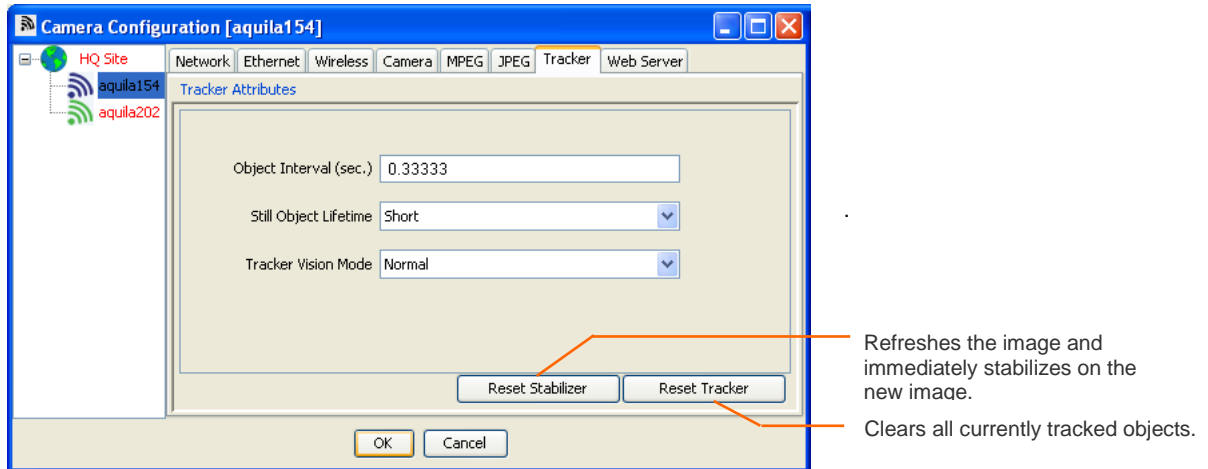 Camera Configuration [aquila154]
HQ Site
aquila154
aquila202
Network Ethernet Wireless Camera MPEG JPEG Tracker Web Server
Tracker Attributes
Object Interval (sec.) 0.33333
Still Object Lifetime Short
Tracker Vision Mode Normal
.
Reset Stabilizer Reset Tracker
OK Cancel
Refreshes the image and
immediately stabilizes on the
new image.
Clears all currently tracked objects.